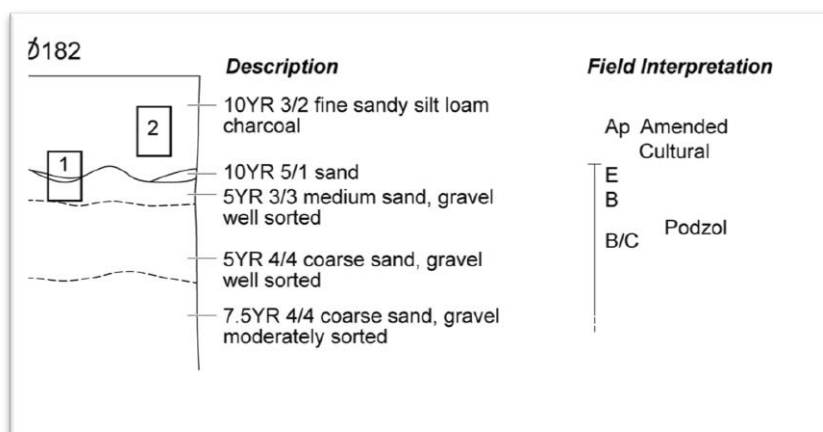 182
Description
Field Interpretation
10YR 3/2 fine sandy silt loam
charcoal
Ap Amended
Cultural
2
1
10YR 5/1 sand
E
5YR 3/3 medium sand, gravel
well sorted
B
Podzol
B/C
5YR 4/4 coarse sand, gravel
well sorted
7.5YR 4/4 coarse sand, gravel
moderately sorted